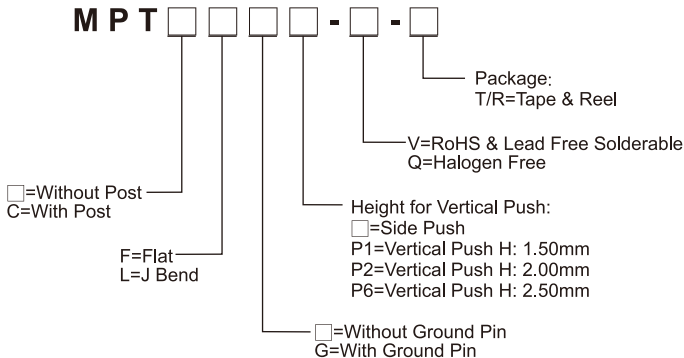 MPT□□□□-□-□
Package:
T/R=Tape & Reel
V=RoHS & Lead Free Solderable
Q=Halogen Free
□=Without Post
C=With Post
Height for Vertical Push:
□=Side Push
P1=Vertical Push H: 1.50mm
P2=Vertical Push H: 2.00mm
P6=Vertical Push H: 2.50mm
F=Flat
L=J Bend
□=Without Ground Pin
G=With Ground Pin